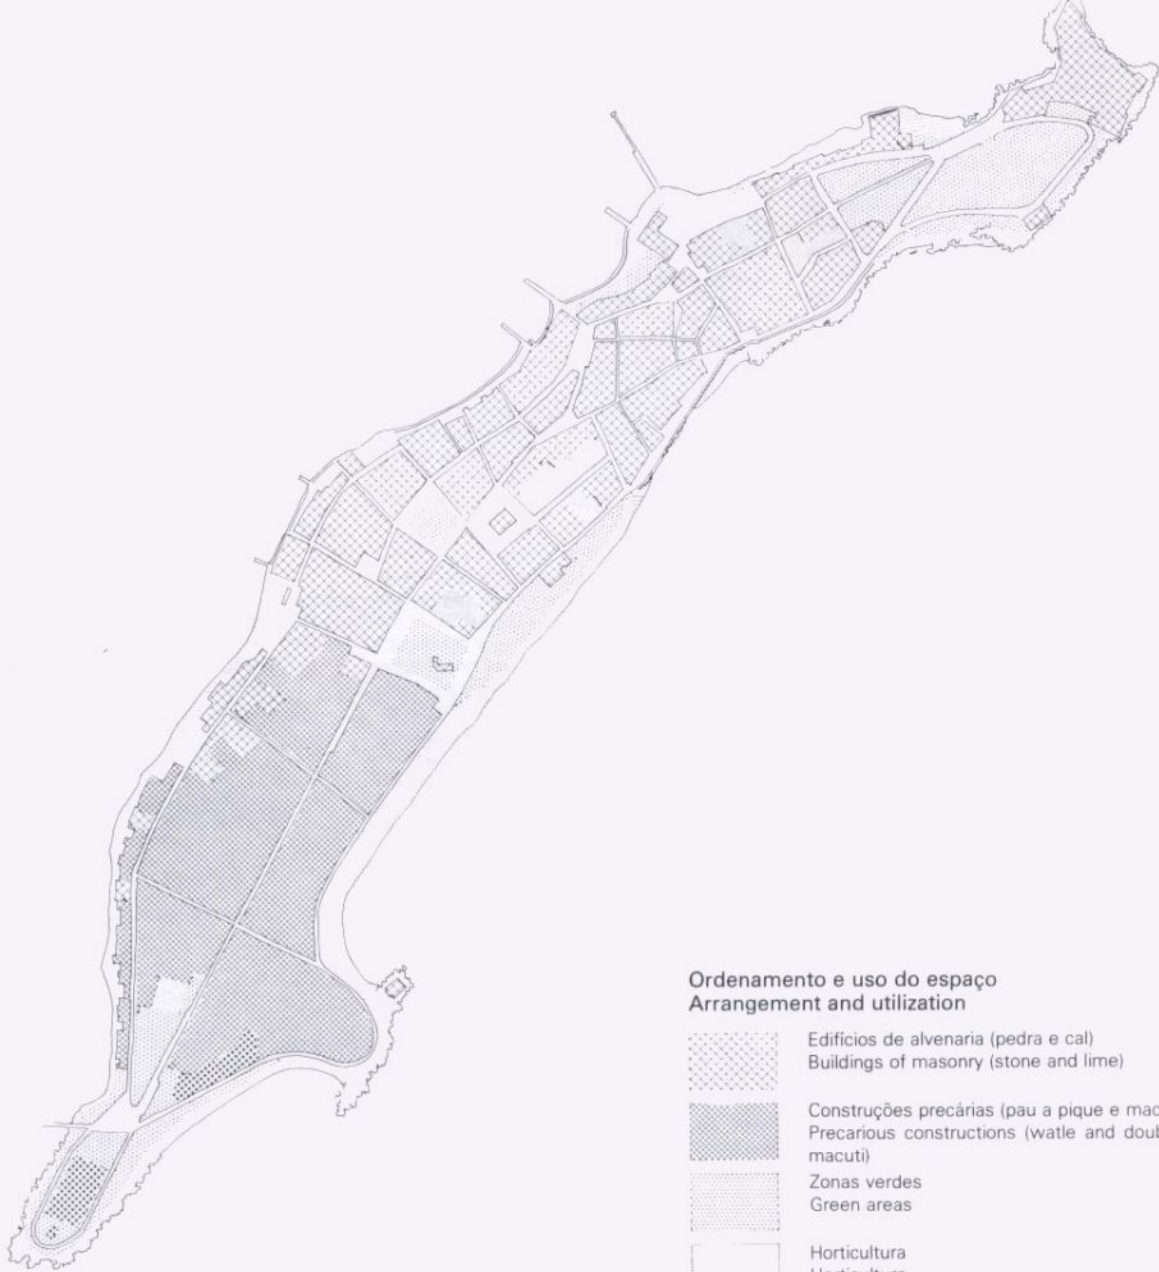 Ordenamento e uso do espaço
Arrangement and utilization
Edifícios de alvenaria (pedra e cal)
Buildings of masonry (stone and lime)
Construções precárias (pau a pique e
Precarious constructions (watle and
macuti)
Zonas verdes
Green areas
Horticultura